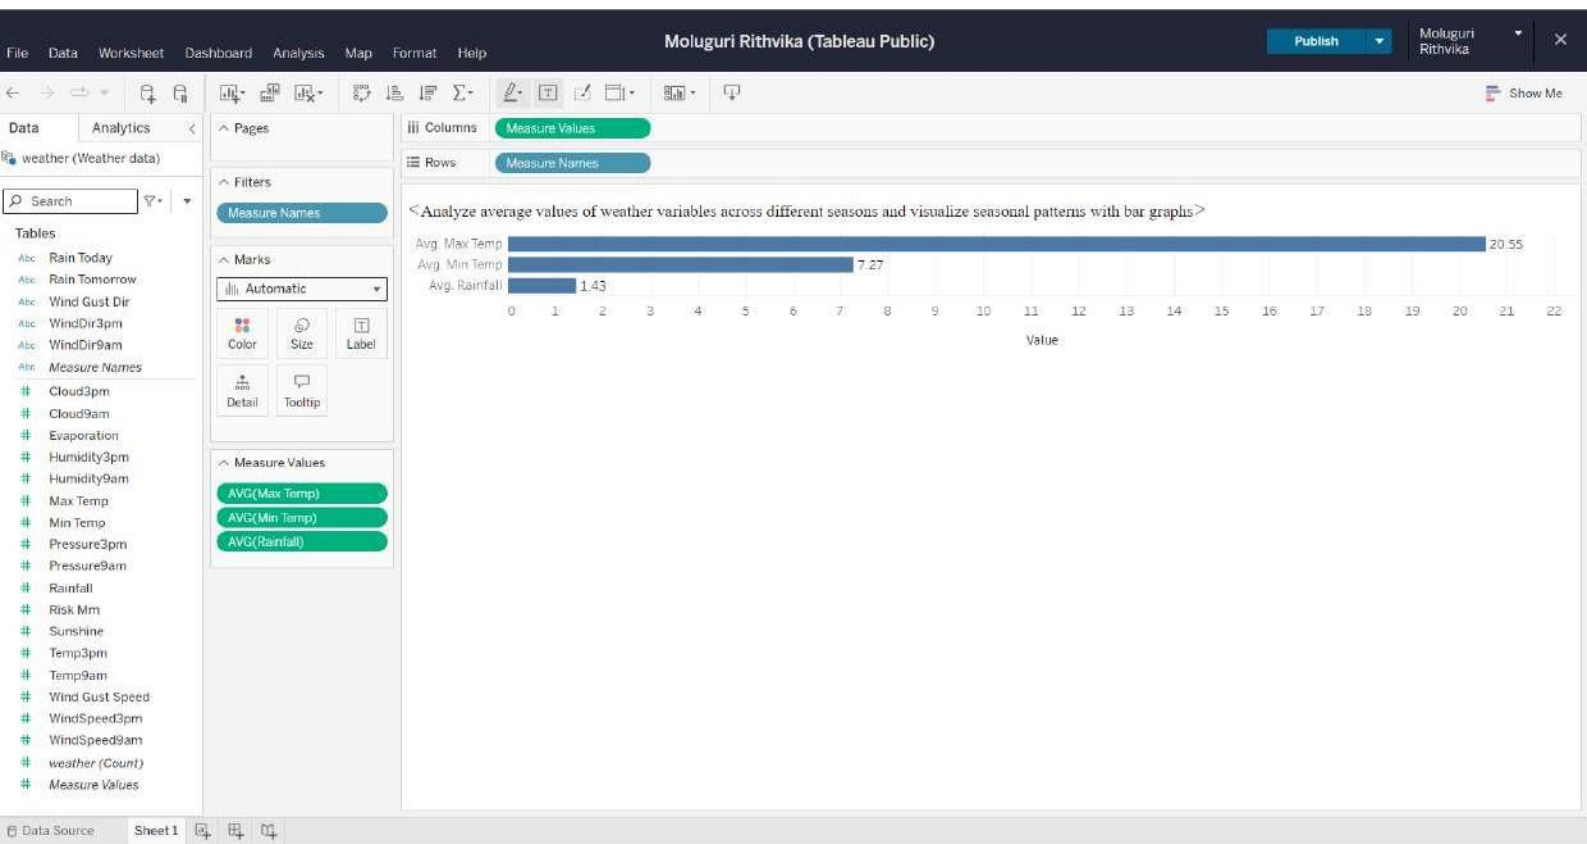 Moluguri Rithvika (Tableau Public)
File Data Worksheet Dashboard Analysis Map Format Help
Publish
Moluguri
Rithvika
Show Me
Data Analytics
weather (Weather data)
Search
Tables
Abc Rain Today
Abc Rain Tomorrow
Abc Wind Gust Dir
Abc WindDir3pm
Abc WindDir9am
Abc Measure Names
# Cloud3pm
# Cloud9am
# Evaporation
# Humidity3pm
# Humidity9am
# Max Temp
# Min Temp
# Pressure3pm
# Pressure9am
# Rainfall
# Risk Mm
# Sunshine
# Temp3pm
# Temp9am
# Wind Gust Speed
# WindSpeed3pm
# WindSpeed9am
# weather (Count)
# Measure Values
Pages
Filters
Measure Names
Marks
Automatic
Color Size Label
Detail Tooltip
Measure Values
AVG(Max Temp)
AVG(Min Temp)
AVG(Rainfall)
Columns Measure Values
Rows Measure Names
<Analyze average values of weather variables across different seasons and visualize seasonal patterns with bar graphs>
Avg. Max Temp 20.55
Avg. Min Temp 7.27
Avg. Rainfall 1.43
0 1 2 3 4 5 6 7 8 9 10 11 12 13 14 15 16 17 18 19 20 21 22
Value
Data Source Sheet 1